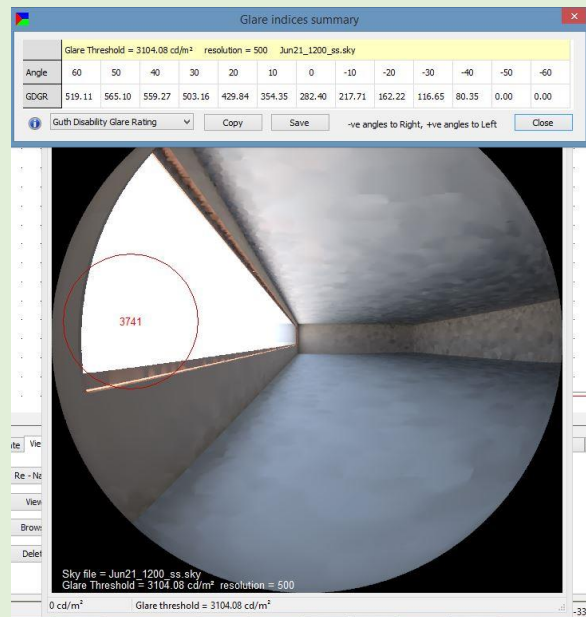 Glare indices summary
Glare Threshold = 3104.08 cd/m² resolution = 500 Jun21_1200_ss.sky
Angle 60 50 40 30 20 10 0 -10 -20 -30 -40 -50 -60
GDGR 519.11 565.10 559.27 503.16 429.84 354.35 282.40 217.71 162.22 116.65 80.35 0.00 0.00
Guth Disability Glare Rating Copy Save -ve angles to Right, +ve angles to Left Close
3741
Vie
Re - Na
View
Brows
Delet
Sky file = Jun21_1200_ss.sky
Glare Threshold = 3104.08 cd/m² resolution = 500
0 cd/m² Glare threshold = 3104.08 cd/m²
-33